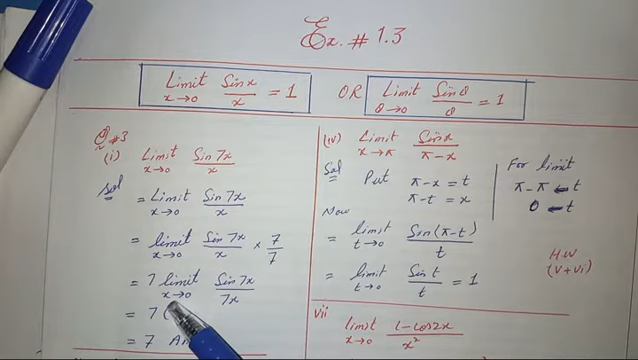 Ex. # 1.3
Limit x→0 Sinx/x = 1 OR Limit θ→0 Sinθ/θ = 1
Q#3
(i) Limit x→0 Sin7x/x
Sol
= Limit x→0 Sin7x/x
= limit x→0 Sin7x/x × 7/7
= 7 limit x→0 Sin7x/7x
= 7 (
= 7 An
(iv) Limit x→π Sinx/π-x
Sol Put π-x = t
π-t = x
For limit
π-π ← t
0 ← t
Now
= limit t→0 Sin(π-t)/t
= limit t→0 Sint/t = 1
H.W
(v+vi)
vii limit x→0 1-cos2x/x²